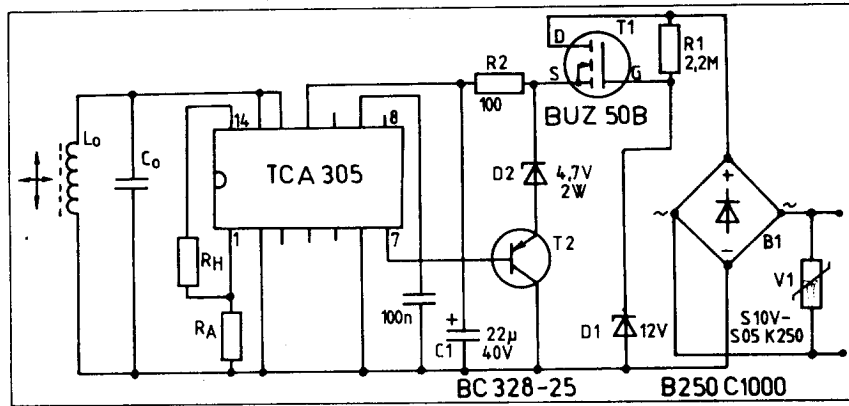 D
T1
R1
2,2M
R2
100
S
G
BUZ 50B
14
8
Lo
Co
TCA 305
D2
4,7V
2W
+
~
~
B1
−
1
7
T2
RH
V1
RA
100n
+
22µ
40V
C1
D1
12V
S10V-
S05 K250
BC 328-25
B250 C1000